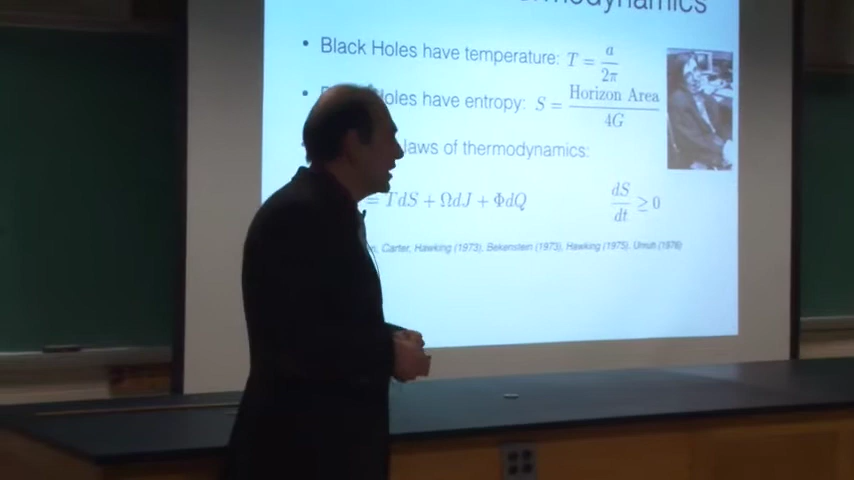 thermodynamics
• Black Holes have temperature: T = a/2π
• Holes have entropy: S = Horizon Area/4G
laws of thermodynamics:
= TdS + ΩdJ + ΦdQ dS/dt ≥ 0
Carter, Hawking (1973), Bekenstein (1973), Hawking (1975), Unruh (1976)